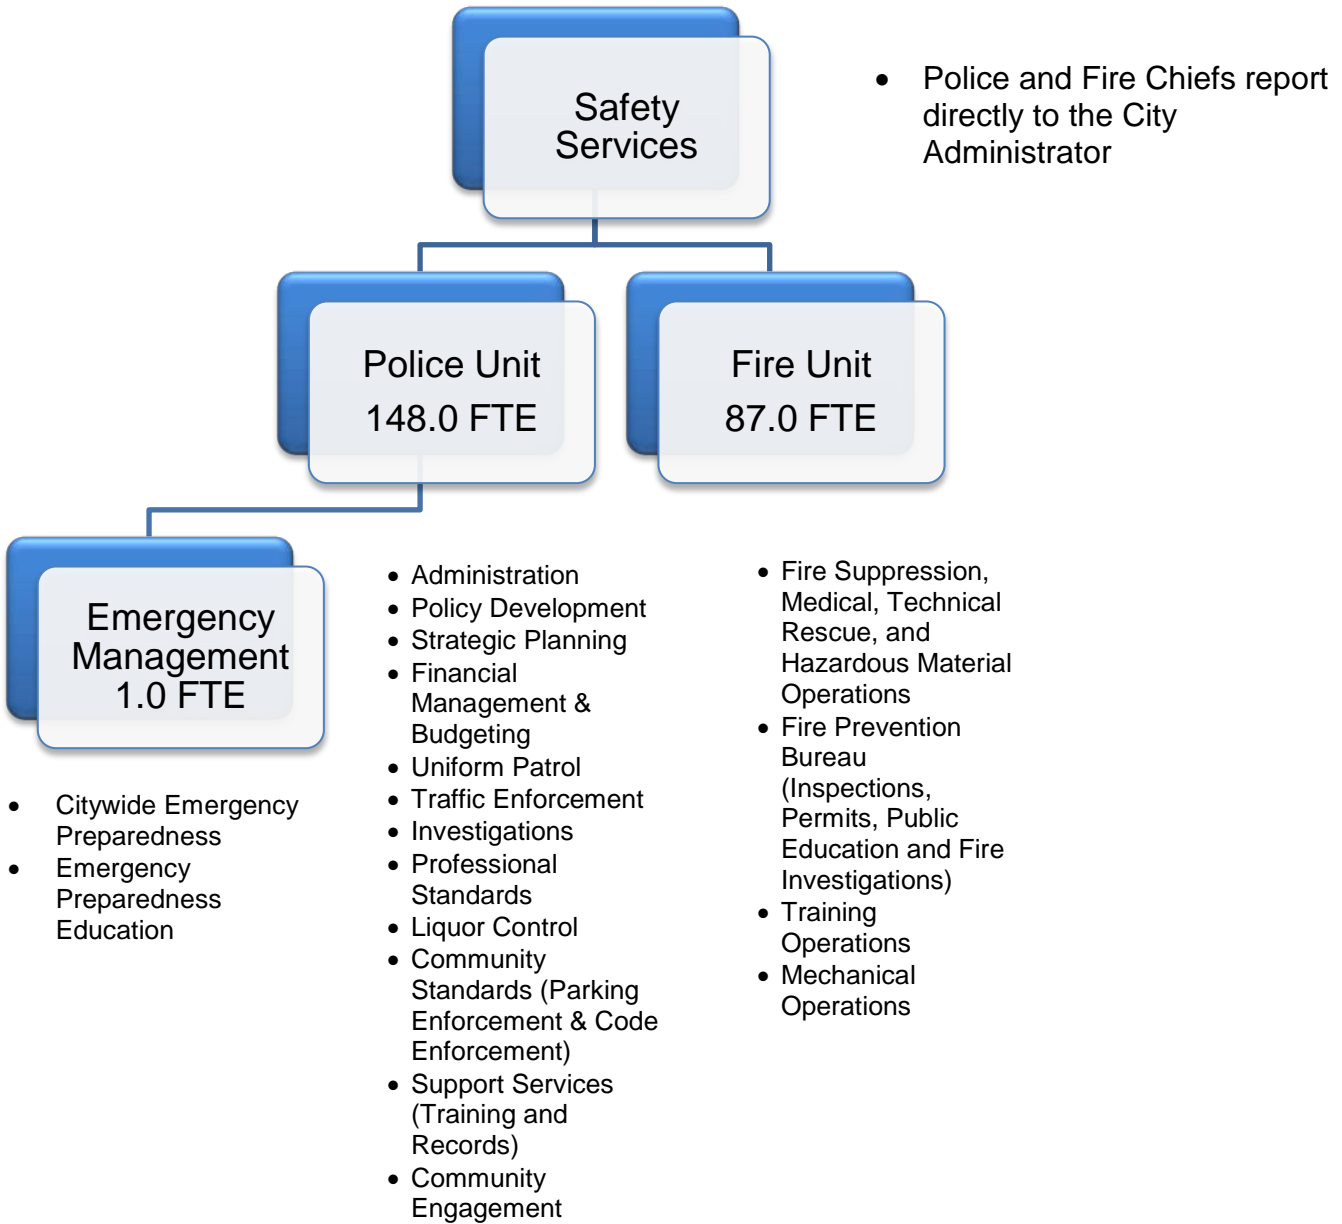 Safety
Services
• Police and Fire Chiefs report
directly to the City
Administrator
Police Unit
148.0 FTE
Fire Unit
87.0 FTE
Emergency
Management
1.0 FTE
• Citywide Emergency
Preparedness
• Emergency
Preparedness
Education
• Administration
• Policy Development
• Strategic Planning
• Financial
Management &
Budgeting
• Uniform Patrol
• Traffic Enforcement
• Investigations
• Professional
Standards
• Liquor Control
• Community
Standards (Parking
Enforcement & Code
Enforcement)
• Support Services
(Training and
Records)
• Community
Engagement
• Fire Suppression,
Medical, Technical
Rescue, and
Hazardous Material
Operations
• Fire Prevention
Bureau
(Inspections,
Permits, Public
Education and Fire
Investigations)
• Training
Operations
• Mechanical
Operations